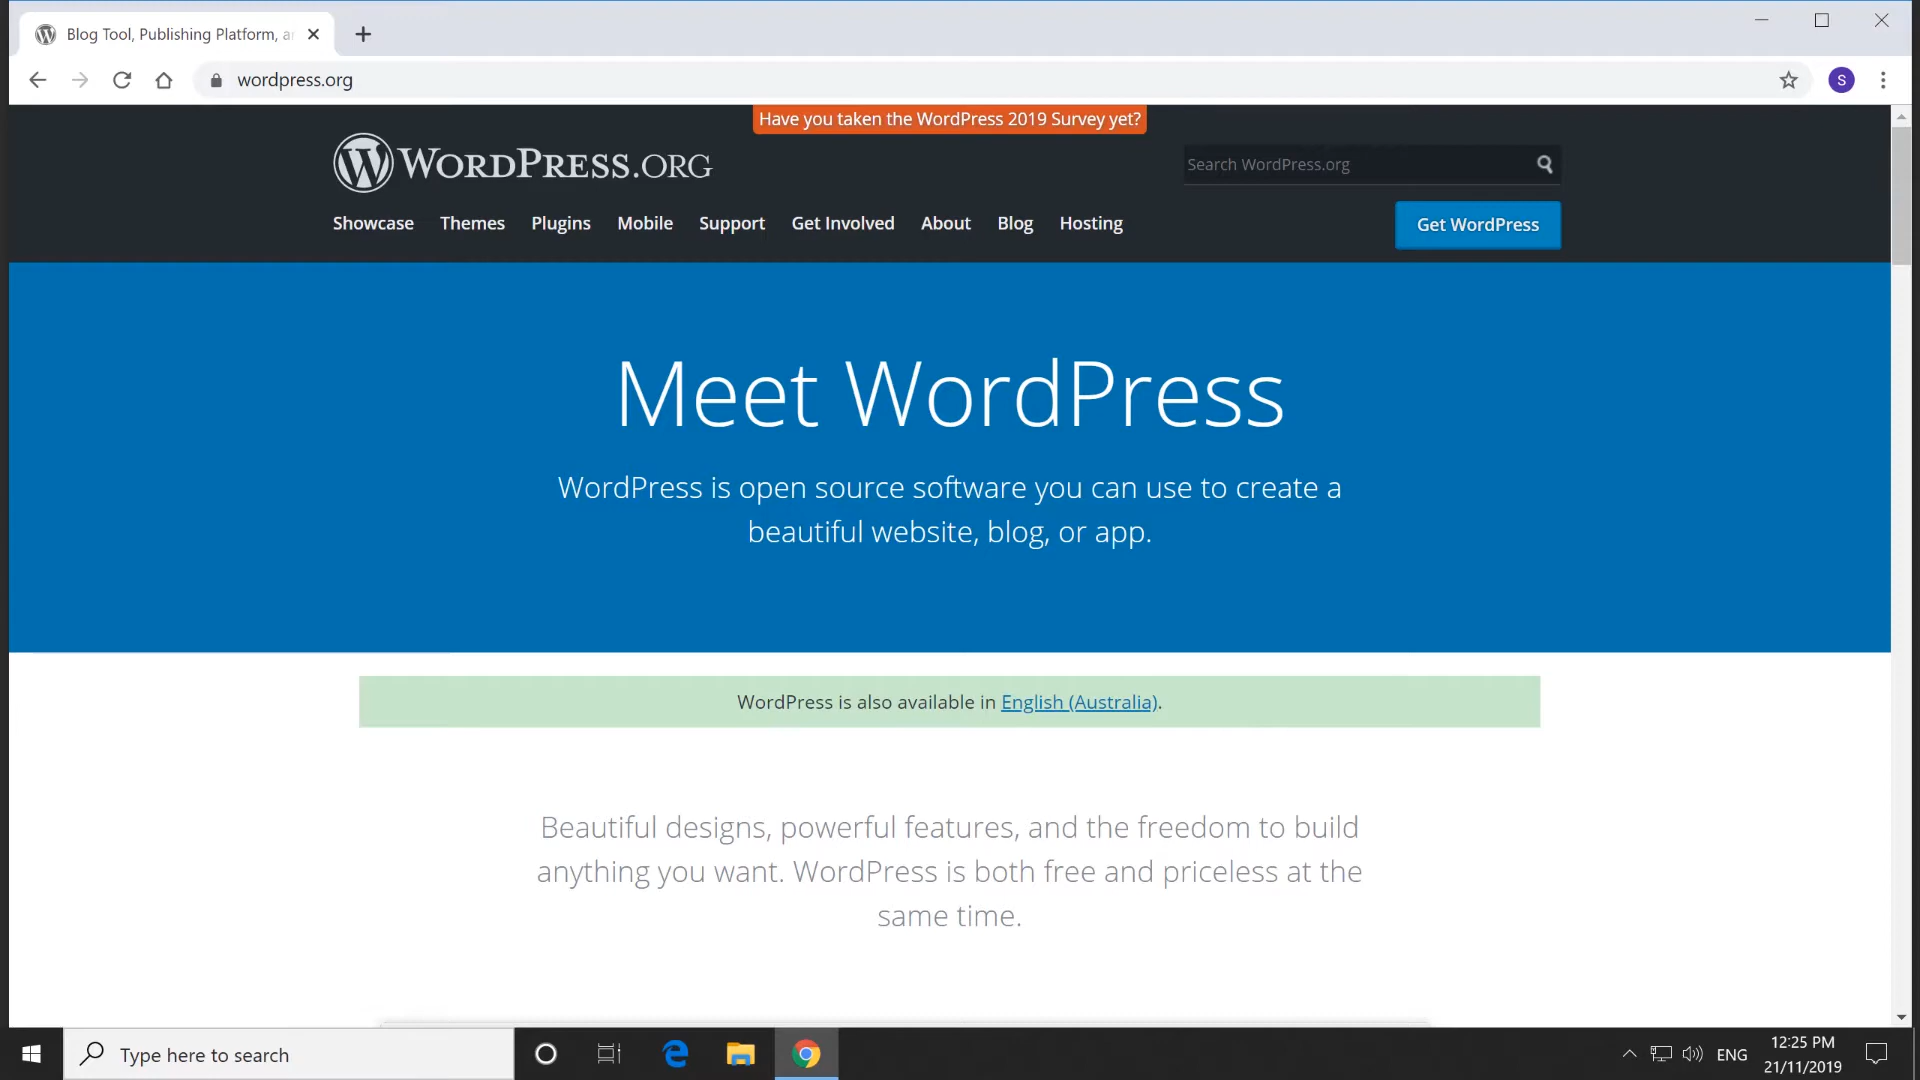 Blog Tool, Publishing Platform, a
wordpress.org
S
Have you taken the WordPress 2019 Survey yet?
WORDPRESS.ORG
Search WordPress.org
Showcase Themes Plugins Mobile Support Get Involved About Blog Hosting
Get WordPress
Meet WordPress
WordPress is open source software you can use to create a
beautiful website, blog, or app.
WordPress is also available in English (Australia).
Beautiful designs, powerful features, and the freedom to build
anything you want. WordPress is both free and priceless at the
same time.
Type here to search
ENG
12:25 PM
21/11/2019